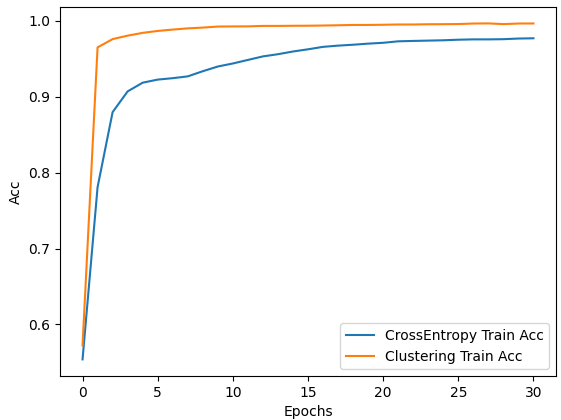 1.0
0.9
0.8
0.7
0.6
Acc
CrossEntropy Train Acc
Clustering Train Acc
0 5 10 15 20 25 30
Epochs